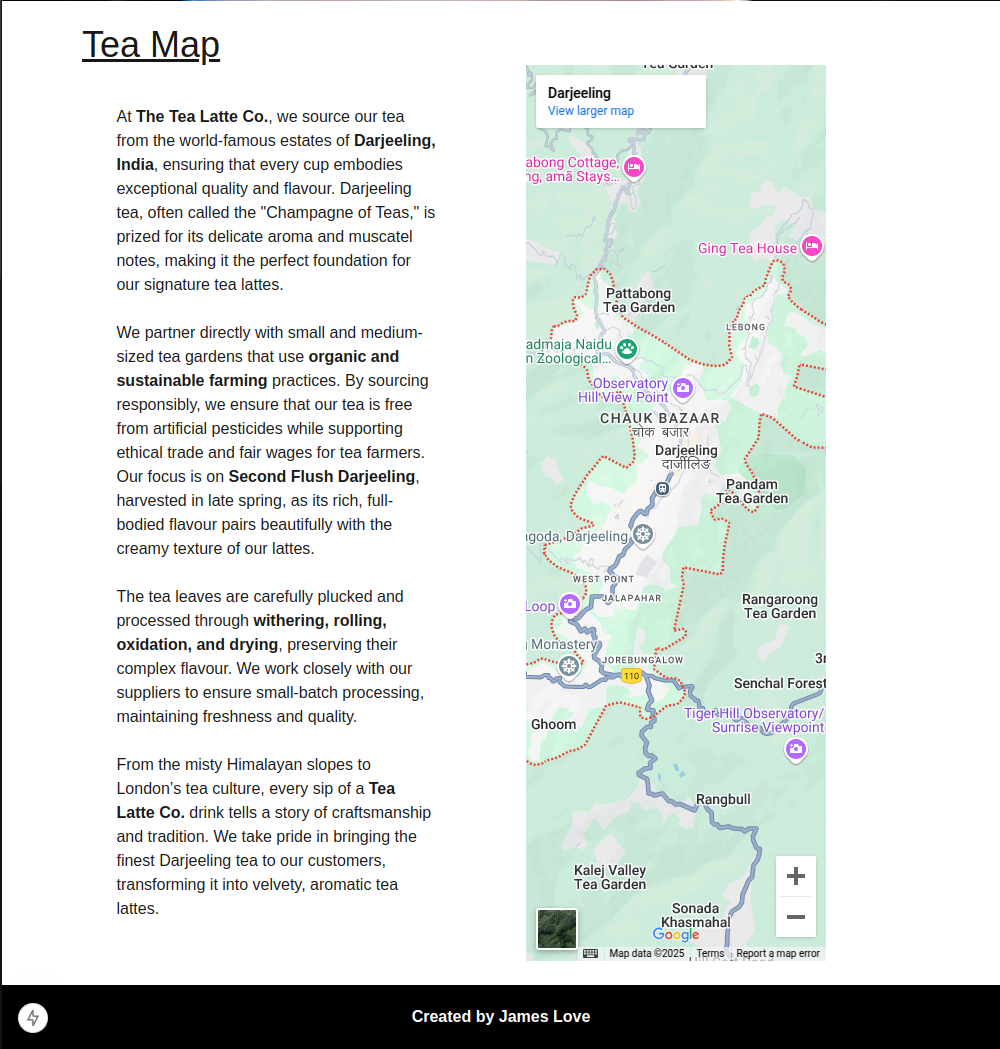 Tea Map
At The Tea Latte Co., we source our tea
from the world-famous estates of Darjeeling,
India, ensuring that every cup embodies
exceptional quality and flavour. Darjeeling
tea, often called the "Champagne of Teas," is
prized for its delicate aroma and muscatel
notes, making it the perfect foundation for
our signature tea lattes.
We partner directly with small and medium-
sized tea gardens that use organic and
sustainable farming practices. By sourcing
responsibly, we ensure that our tea is free
from artificial pesticides while supporting
ethical trade and fair wages for tea farmers.
Our focus is on Second Flush Darjeeling,
harvested in late spring, as its rich, full-
bodied flavour pairs beautifully with the
creamy texture of our lattes.
The tea leaves are carefully plucked and
processed through withering, rolling,
oxidation, and drying, preserving their
complex flavour. We work closely with our
suppliers to ensure small-batch processing,
maintaining freshness and quality.
From the misty Himalayan slopes to
London's tea culture, every sip of a Tea
Latte Co. drink tells a story of craftsmanship
and tradition. We take pride in bringing the
finest Darjeeling tea to our customers,
transforming it into velvety, aromatic tea
lattes.
Tea Garden
Darjeeling
View larger map
abong Cottage,
ng, amã Stays...
Ging Tea House
Pattabong
Tea Garden
LEBONG
admaja Naidu
n Zoological...
Observatory
Hill View Point
CHAUK BAZAAR
चोक बजार
Darjeeling
दार्जीलिङ
Pandam
Tea Garden
agoda, Darjeeling
WEST POINT
JALAPAHAR
Loop
Rangaroong
Tea Garden
Monastery
JOREBUNGALOW
110
Senchal Forest
Ghoom
Tiger Hill Observatory/
Sunrise Viewpoint
Rangbull
Kalej Valley
Tea Garden
Sonada
Khasmahal
Google
Map data ©2025
Terms
Report a map error
Created by James Love